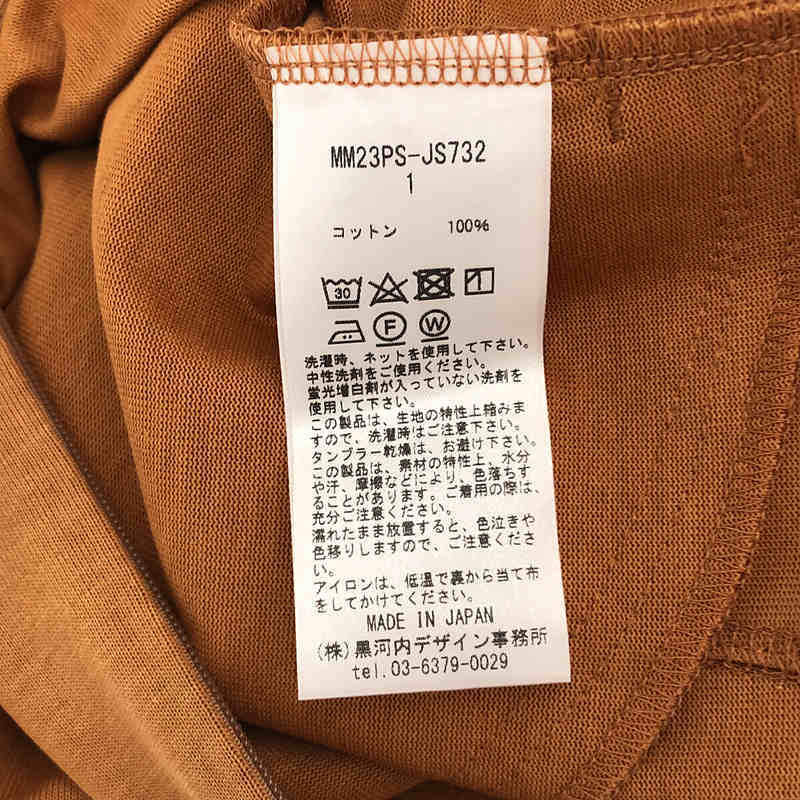 MM23PS-JS732
1
コットン 100%
30
1
F W
洗濯時、ネットを使用して下さい。
中性洗剤をご使用ください。
蛍光増白剤が入っていない洗剤を
使用して下さい。
この製品は、生地の特性上縮みま
すので、洗濯時はご注意下さい。
タンブラー乾燥は、お避け下さい。
この製品は、素材の特性上、水分
や汗、摩擦などにより、色落ちす
ることがあります。ご着用の際は、
充分ご注意ください。
濡れたまま放置すると、色泣きや
色移りしますので、ご注意くださ
い。
アイロンは、低温で裏から当て布
をしてかけてください。
MADE IN JAPAN
(株)黒河内デザイン事務所
tel.03-6379-0029